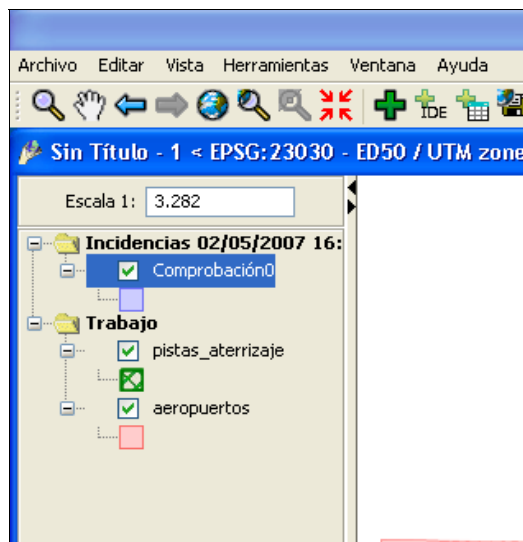 Archivo Editar Vista Herramientas Ventana Ayuda
IDE
Sin Título - 1 < EPSG:23030 - ED50 / UTM zone
Escala 1: 3.282
Incidencias 02/05/2007 16:
Comprobación0
Trabajo
pistas_aterrizaje
aeropuertos